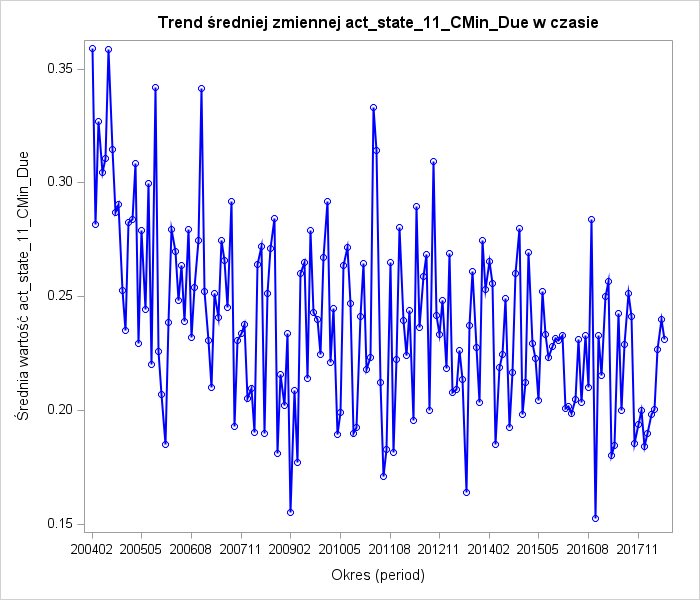 Trend średniej zmiennej act_state_11_CMin_Due w czasie
Średnia wartość act_state_11_CMin_Due
0.35
0.30
0.25
0.20
0.15
200402 200505 200608 200711 200902 201005 201108 201211 201402 201505 201608 201711
Okres (period)